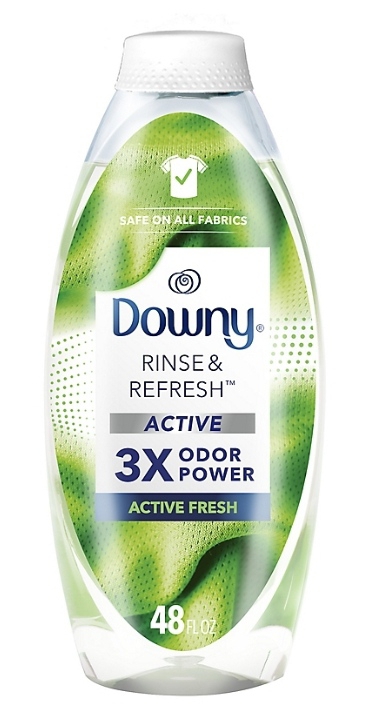 SAFE ON ALL FABRICS
Downy®
RINSE &
REFRESH™
ACTIVE
3X ODOR
POWER
ACTIVE FRESH
48 FL OZ